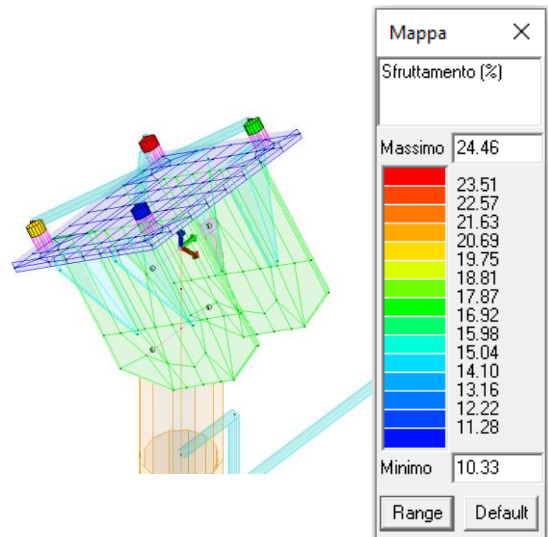 Mappa
Sfruttamento (%)
Massimo 24.46
23.51
22.57
21.63
20.69
19.75
18.81
17.87
16.92
15.98
15.04
14.10
13.16
12.22
11.28
Minimo 10.33
Range Default